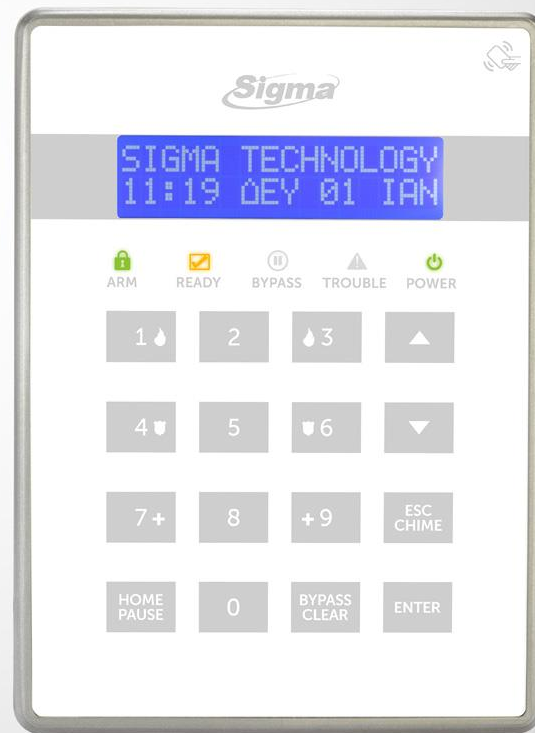 Sigma
SIGMA TECHNOLOGY
11:19 ΔΕΥ 01 ΙΑΝ
ARM READY BYPASS TROUBLE POWER
1 2 3
4 5 6
7+ 8 +9 ESC CHIME
HOME PAUSE 0 BYPASS CLEAR ENTER